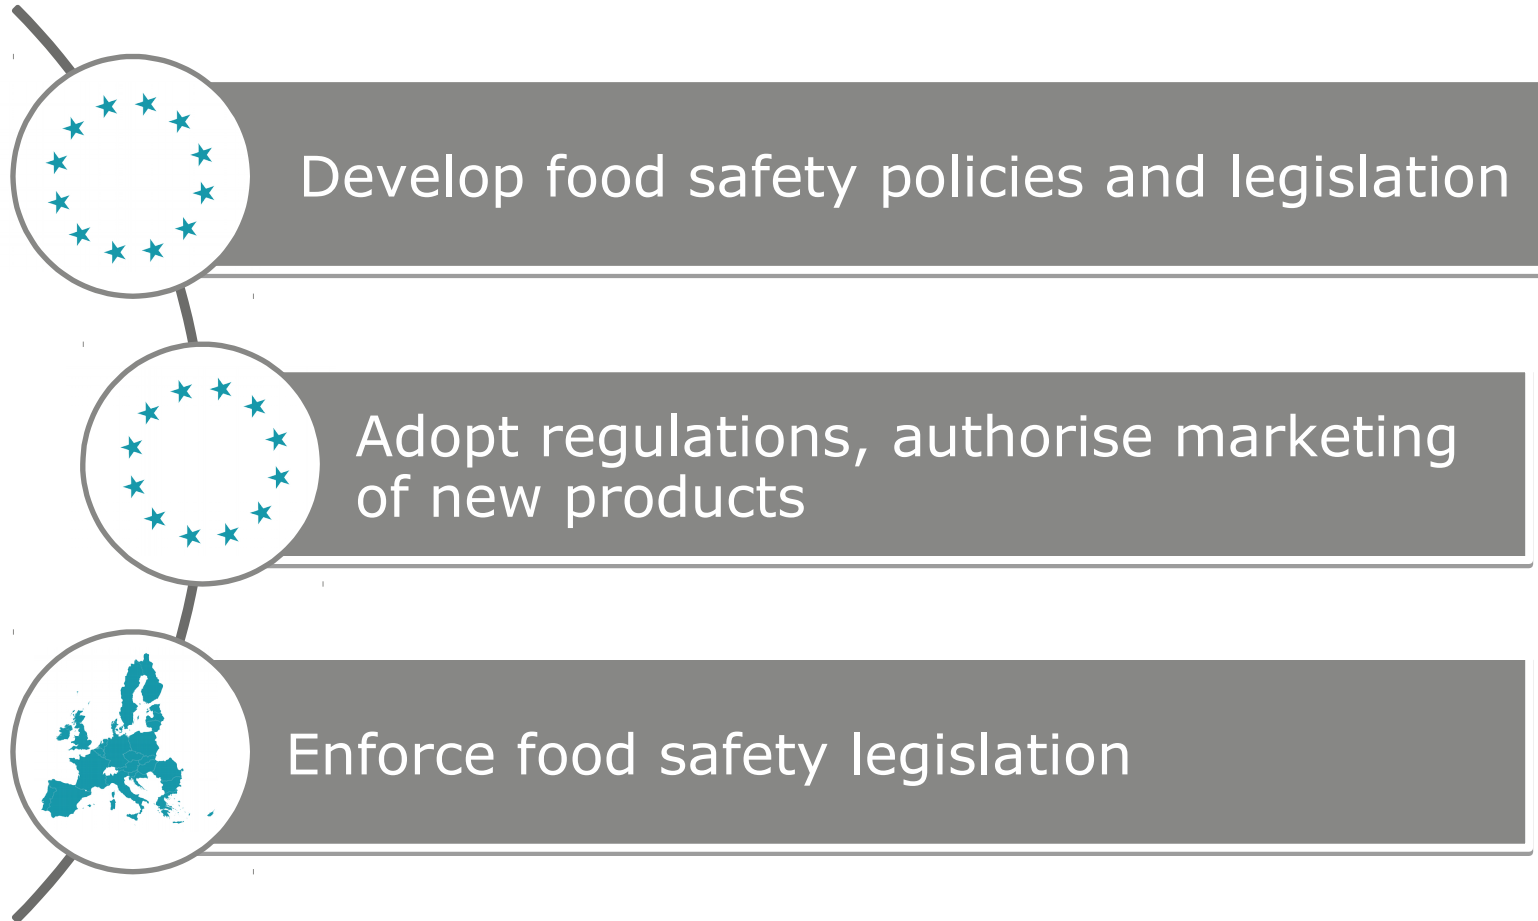 Develop food safety policies and legislation
Adopt regulations, authorise marketing
of new products
Enforce food safety legislation